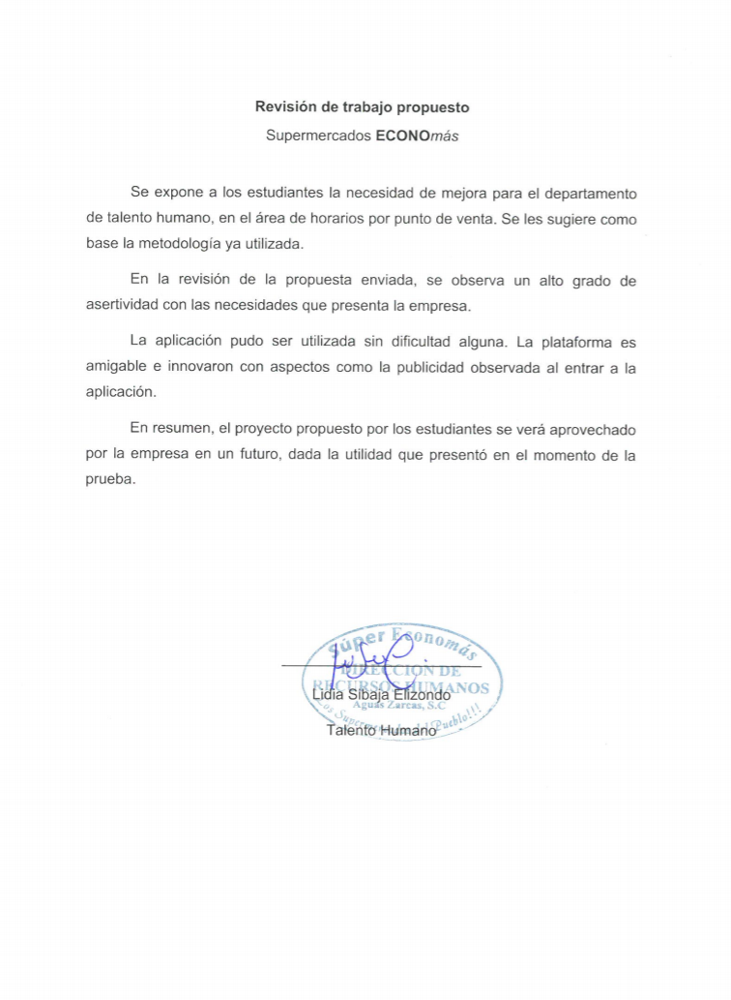 Revisión de trabajo propuesto
Supermercados ECONOmás
Se expone a los estudiantes la necesidad de mejora para el departamento
de talento humano, en el área de horarios por punto de venta. Se les sugiere como
base la metodología ya utilizada.
En la revisión de la propuesta enviada, se observa un alto grado de
asertividad con las necesidades que presenta la empresa.
La aplicación pudo ser utilizada sin dificultad alguna. La plataforma es
amigable e innovaron con aspectos como la publicidad observada al entrar a la
aplicación.
En resumen, el proyecto propuesto por los estudiantes se verá aprovechado
por la empresa en un futuro, dada la utilidad que presentó en el momento de la
prueba.
Súper Economás
DIRECCION DE
RECURSOS HUMANOS
Lidia Sibaja Elizondo
Aguas Zarcas, S.C
Los Supermercados del Pueblo!!!
Talento Humano